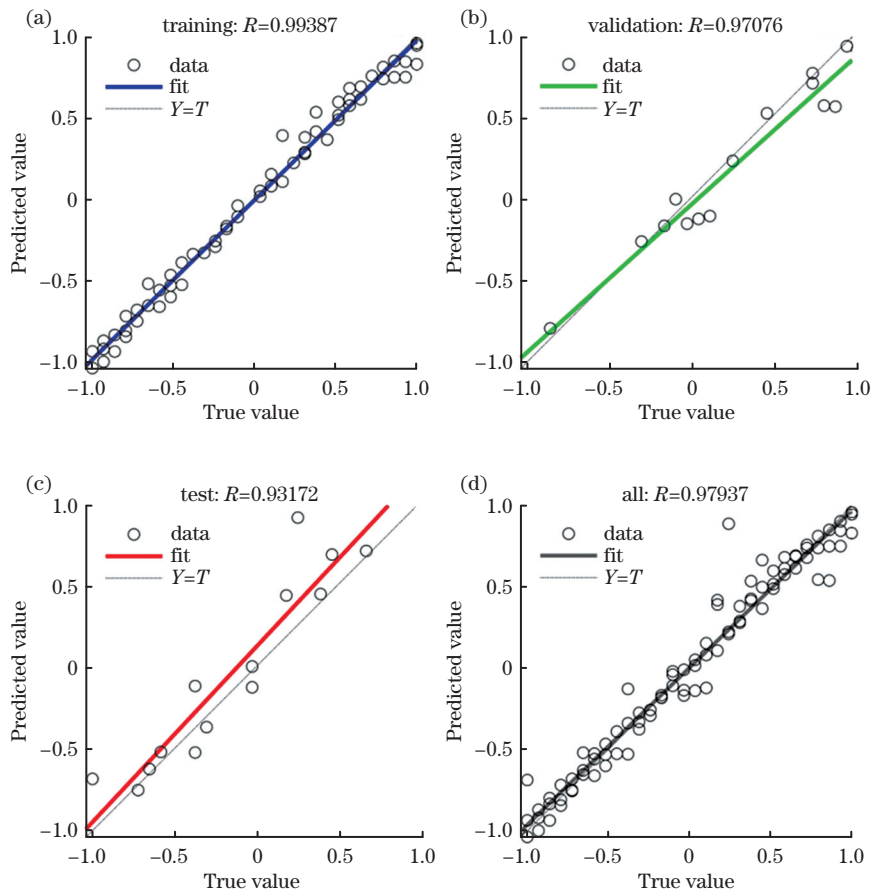 (a)
training: R=0.99387
1.0
0.5
0
−0.5
−1.0
Predicted value
data
fit
Y=T
−1.0
−0.5
0
0.5
1.0
True value
(b)
validation: R=0.97076
1.0
0.5
0
−0.5
−1.0
Predicted value
data
fit
Y=T
−1.0
−0.5
0
0.5
1.0
True value
(c)
test: R=0.93172
1.0
0.5
0
−0.5
−1.0
Predicted value
data
fit
Y=T
−1.0
−0.5
0
0.5
1.0
True value
(d)
all: R=0.97937
1.0
0.5
0
−0.5
−1.0
Predicted value
data
fit
Y=T
−1.0
−0.5
0
0.5
1.0
True value